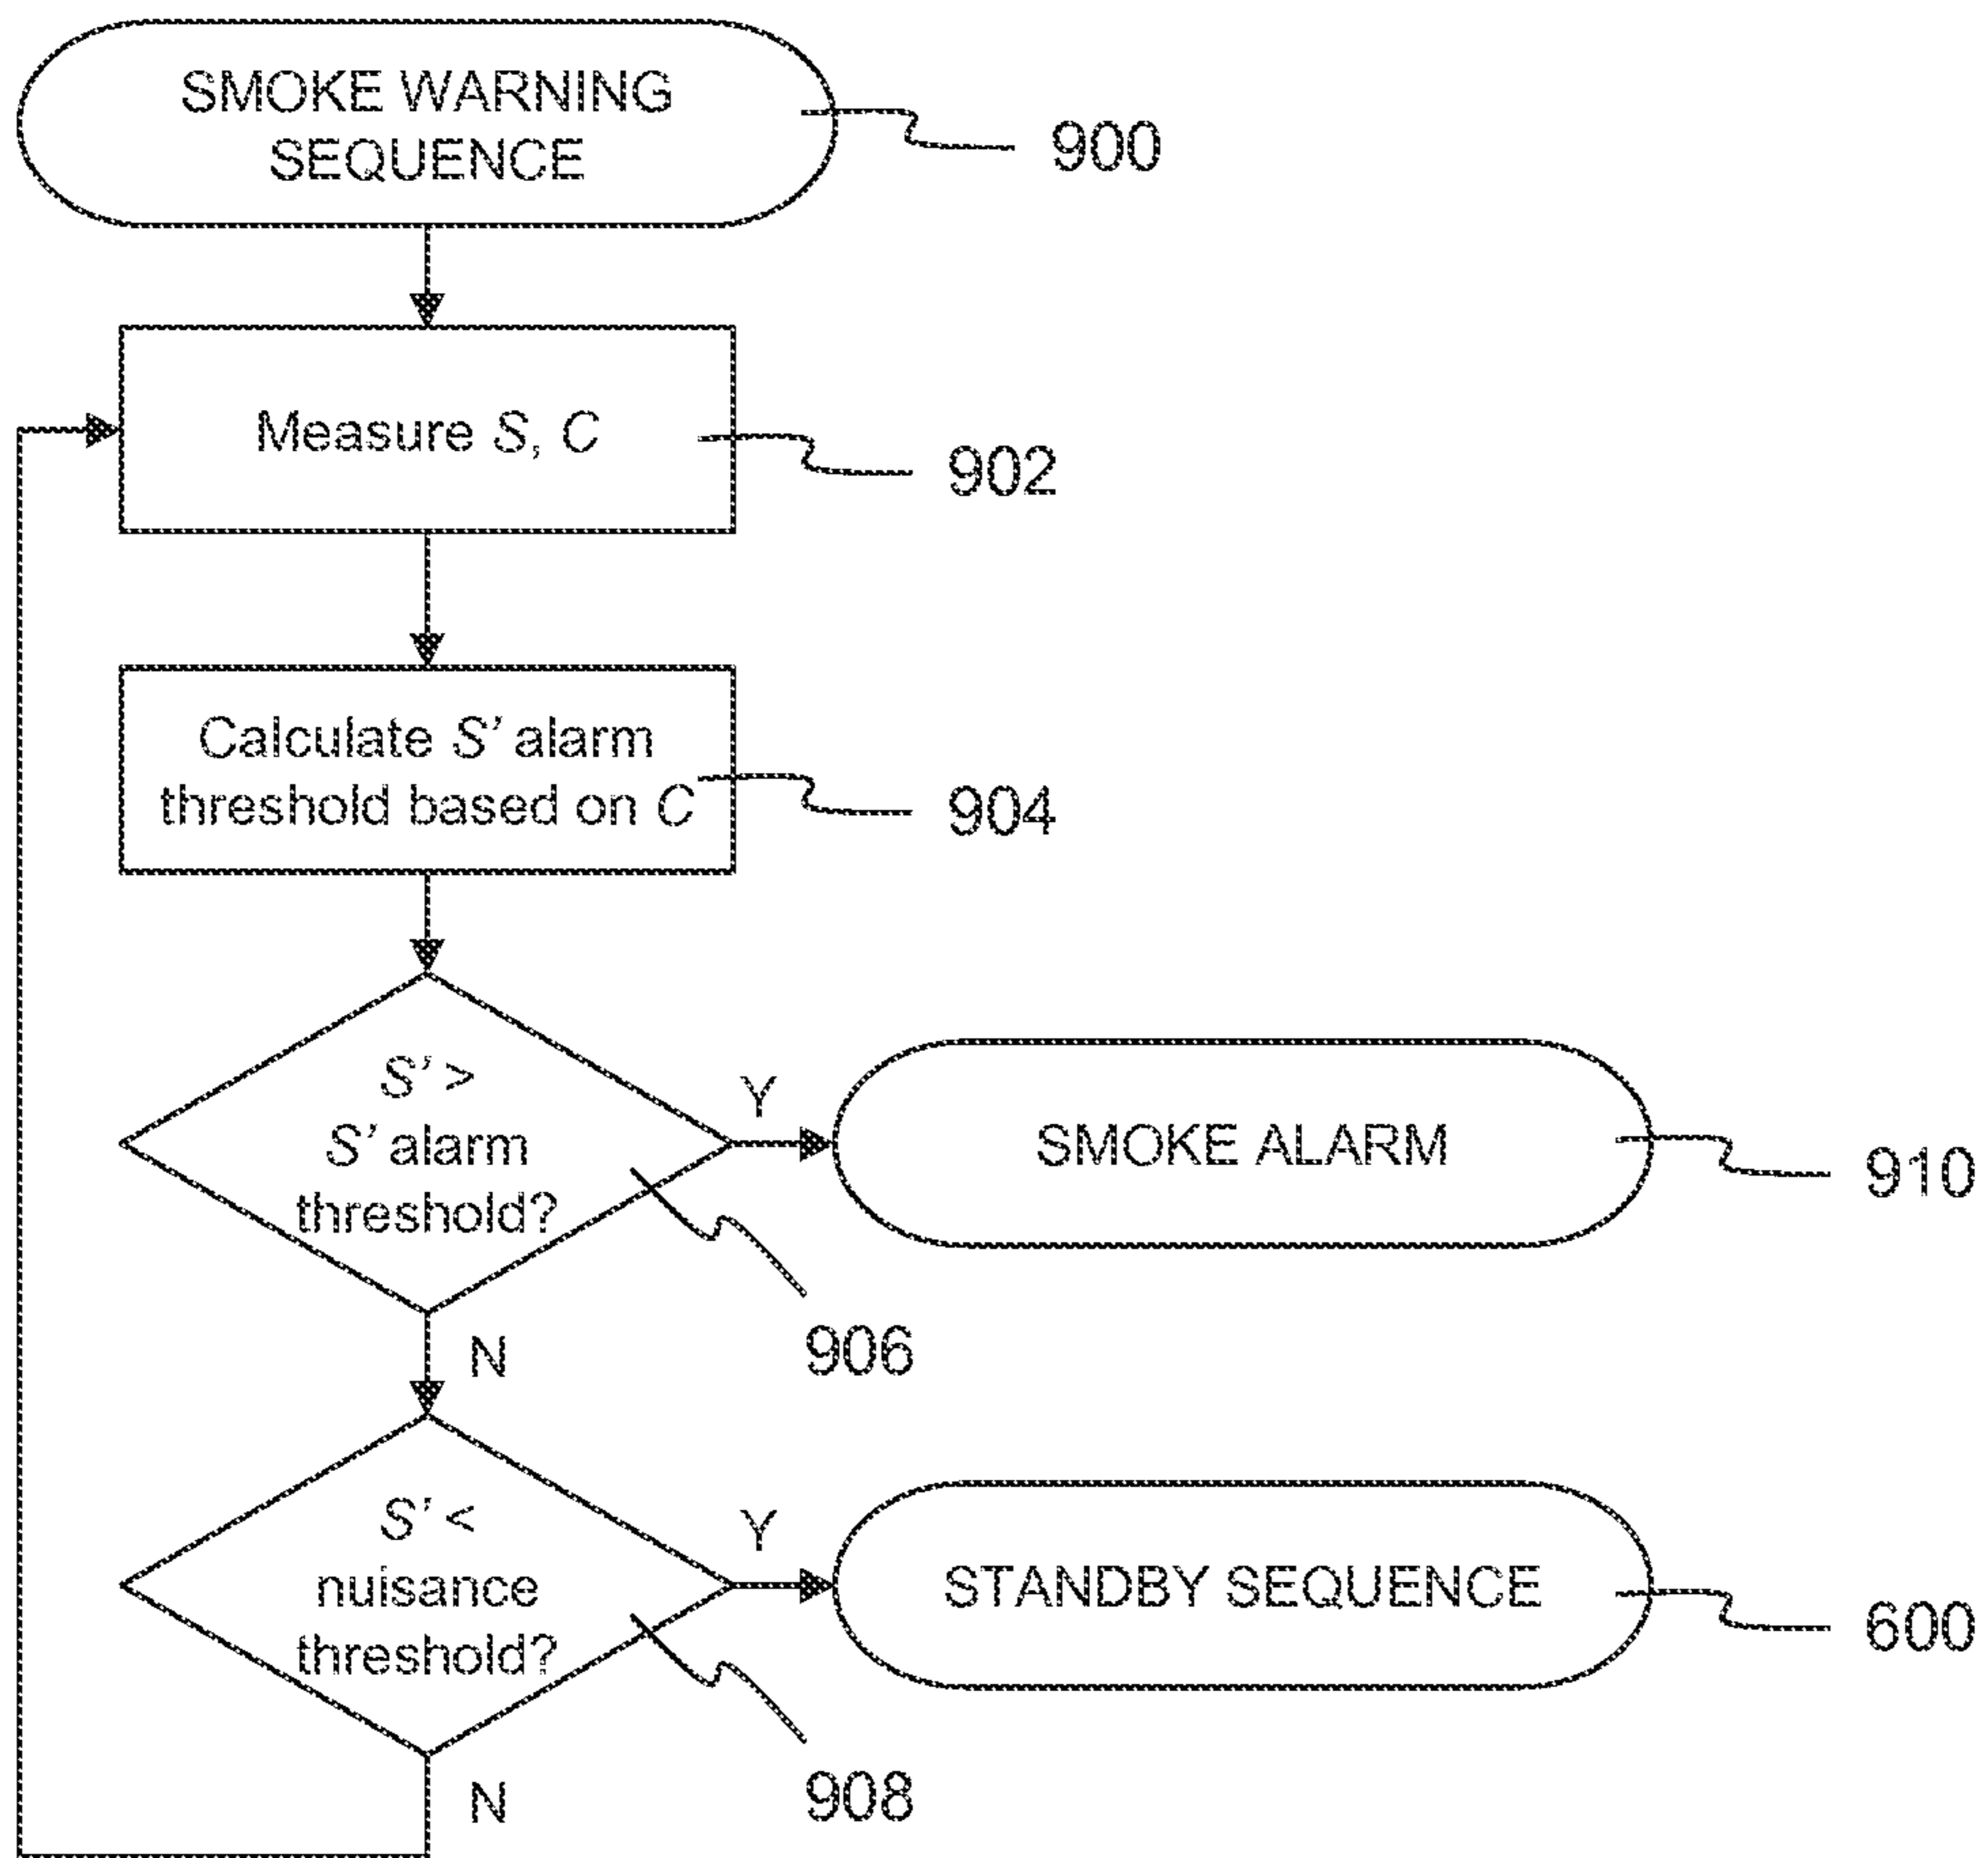 SMOKE WARNING
SEQUENCE
900
Measure S, C
902
Calculate S’ alarm
threshold based on C
904
S’ >
S’ alarm
threshold?
Y
SMOKE ALARM
910
906
N
S’ <
nuisance
threshold?
Y
STANDBY SEQUENCE
600
908
N